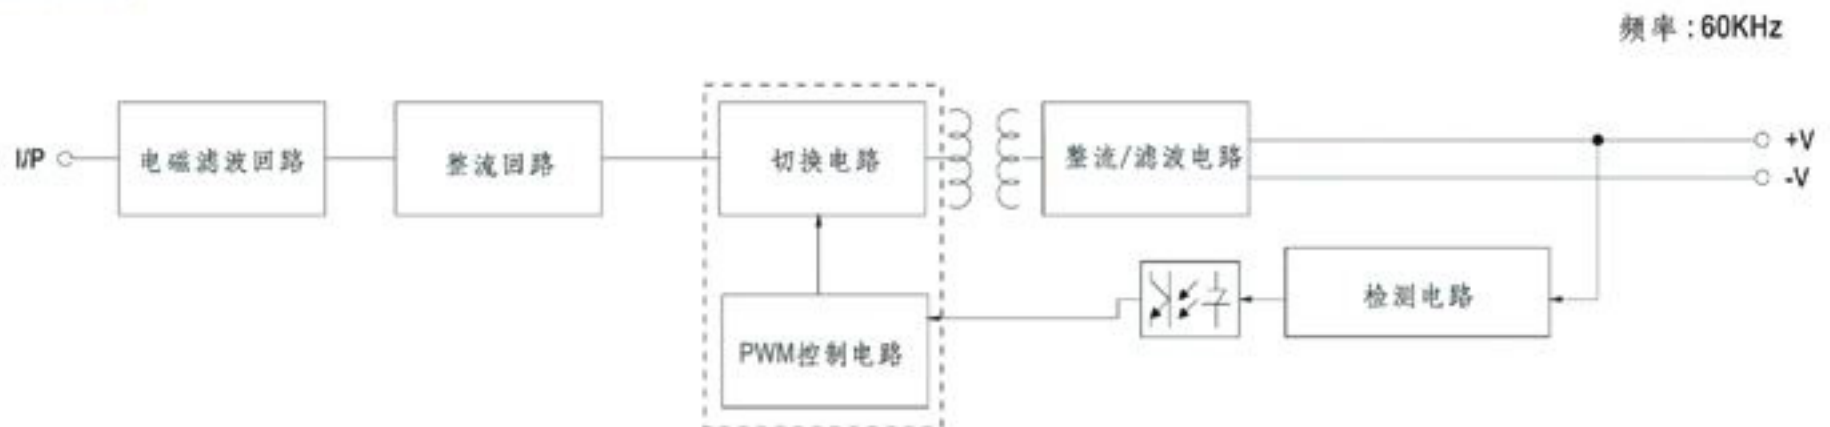 频率:60KHz
I/P
电磁滤波回路
整流回路
切换电路
整流/滤波电路
+V
-V
检测电路
PWM控制电路